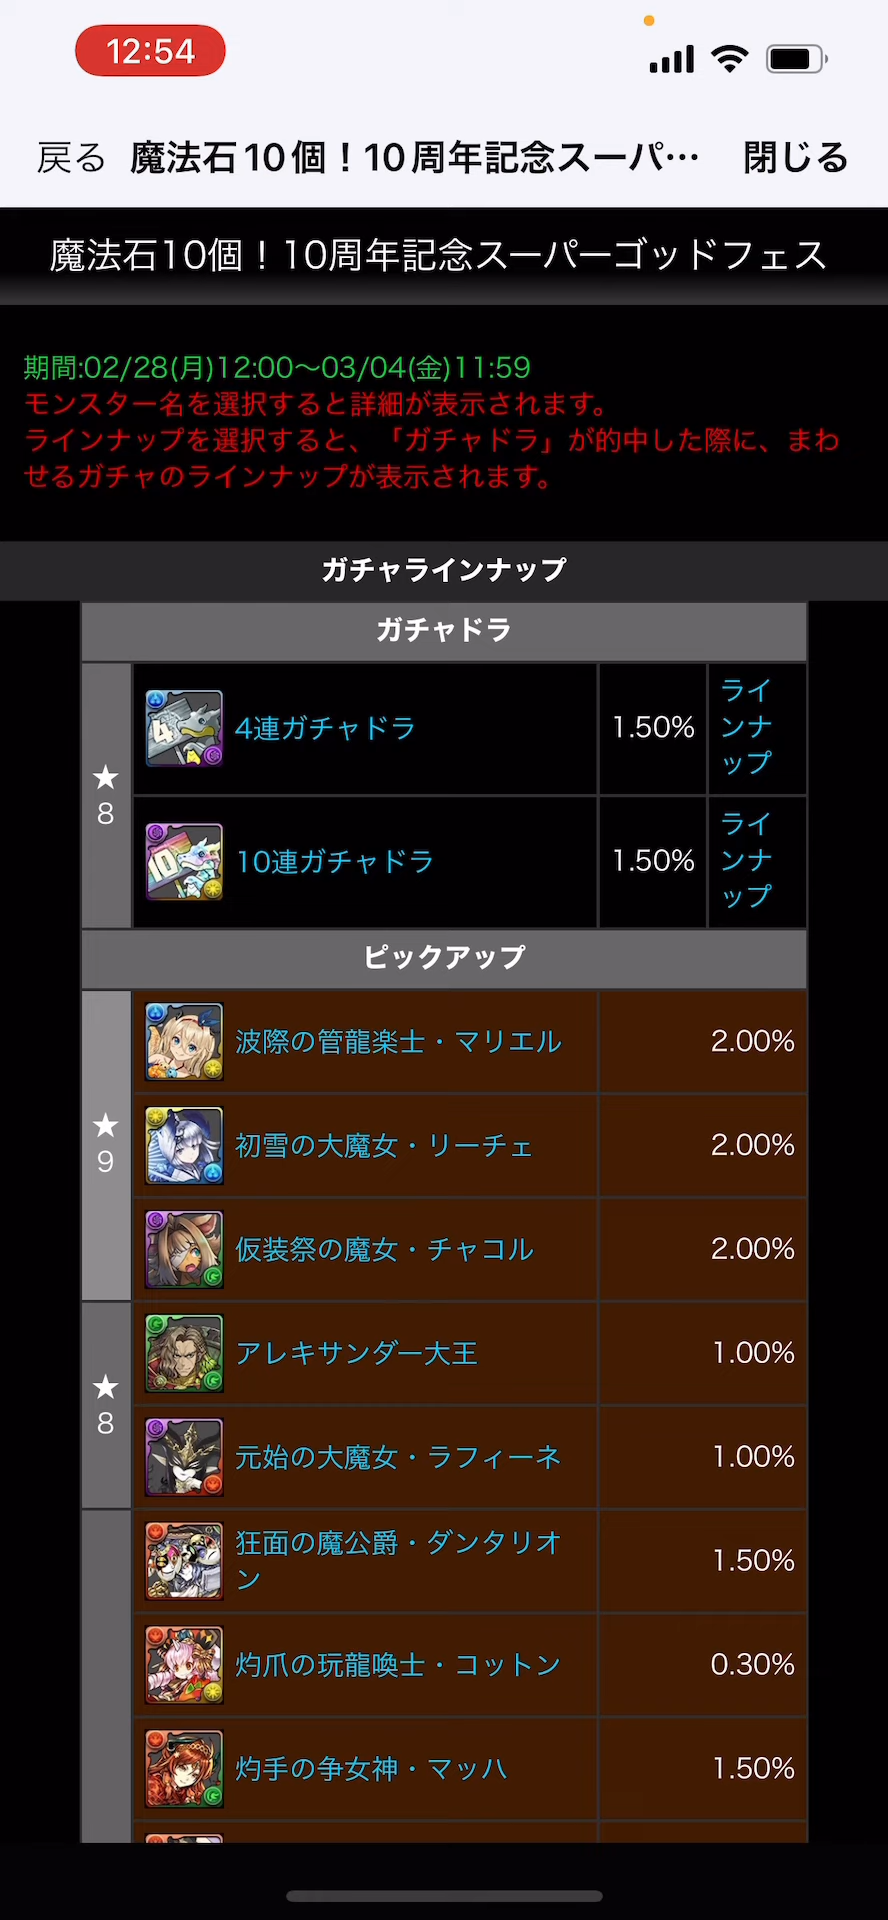 12:54
戻る 魔法石10個！10周年記念スーパ… 閉じる
魔法石10個！10周年記念スーパーゴッドフェス
期間:02/28(月)12:00〜03/04(金)11:59
モンスター名を選択すると詳細が表示されます。
ラインナップを選択すると、「ガチャドラ」が的中した際に、まわ
せるガチャのラインナップが表示されます。
ガチャラインナップ
ガチャドラ
★
8
4
4連ガチャドラ 1.50%
ライ
ンナ
ップ
10
10連ガチャドラ 1.50%
ライ
ンナ
ップ
ピックアップ
★
9
波際の管龍楽士・マリエル 2.00%
初雪の大魔女・リーチェ 2.00%
仮装祭の魔女・チャコル 2.00%
★
8
アレキサンダー大王 1.00%
元始の大魔女・ラフィーネ 1.00%
狂面の魔公爵・ダンタリオ
ン 1.50%
灼爪の玩龍喚士・コットン 0.30%
灼手の争女神・マッハ 1.50%